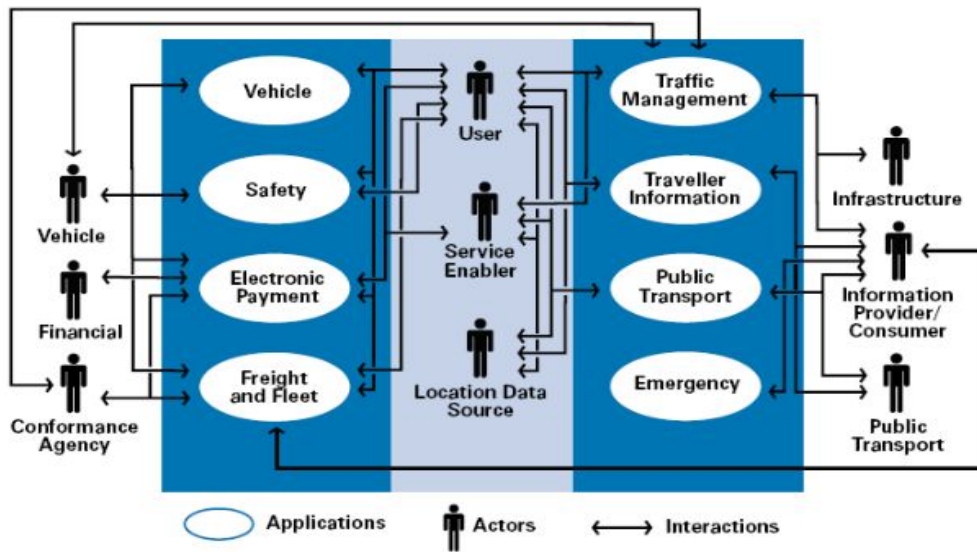 Vehicle
Safety
Electronic
Payment
Freight
and Fleet
User
Service
Enabler
Location Data
Source
Traffic
Management
Traveller
Information
Public
Transport
Emergency
Vehicle
Financial
Conformance
Agency
Infrastructure
Information
Provider/
Consumer
Public
Transport
Applications
Actors
Interactions